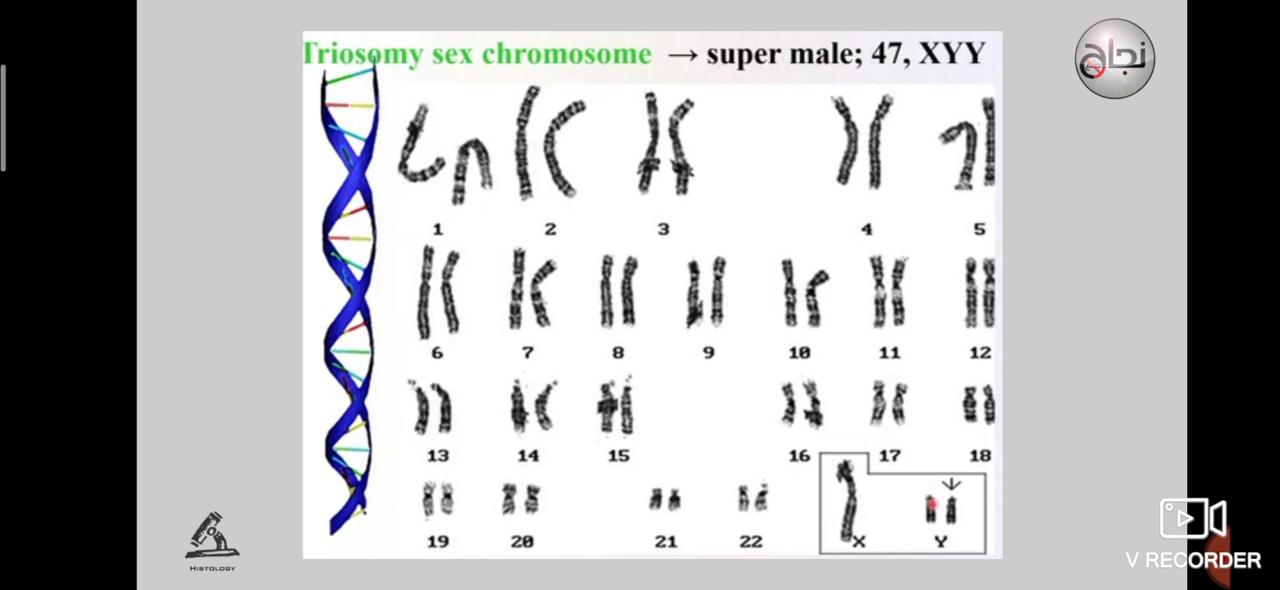 Triosomy sex chromosome → super male; 47, XYY
نجاح
1 2 3 4 5
6 7 8 9 10 11 12
13 14 15 16 17 18
19 20 21 22 X Y
HISTOLOGY
V RECORDER